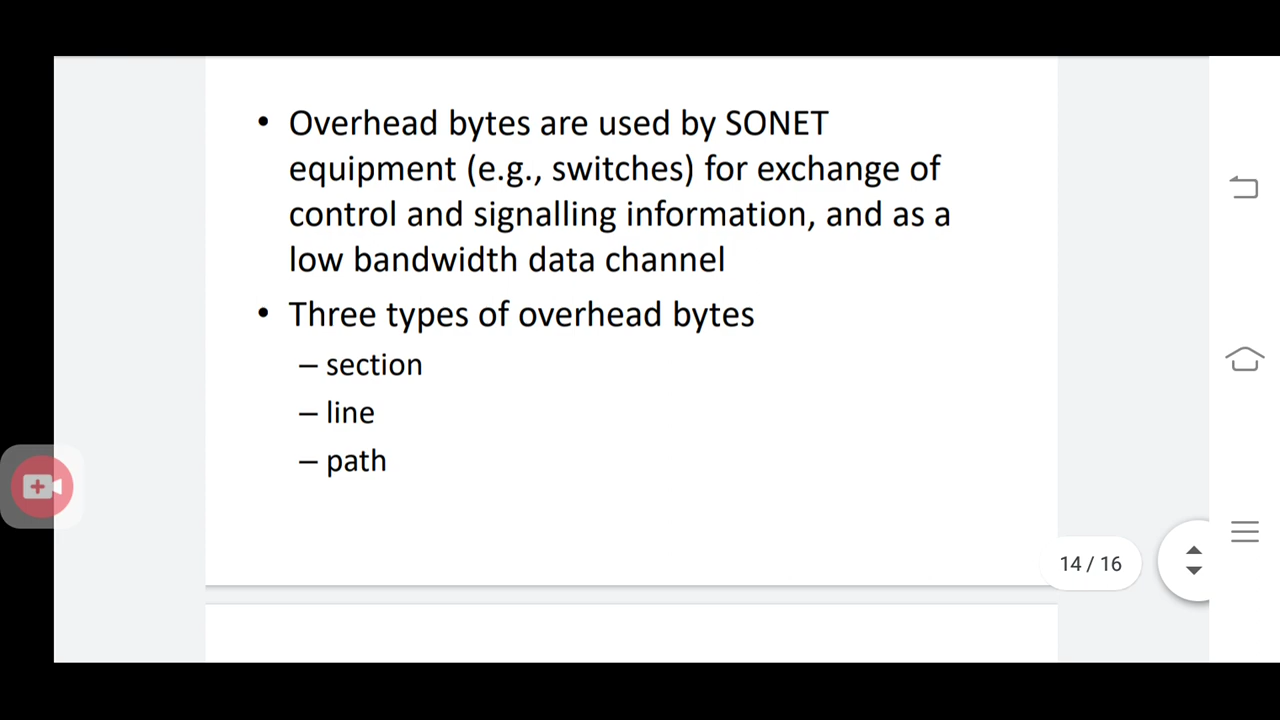 • Overhead bytes are used by SONET
equipment (e.g., switches) for exchange of
control and signalling information, and as a
low bandwidth data channel
• Three types of overhead bytes
– section
– line
– path
14 / 16